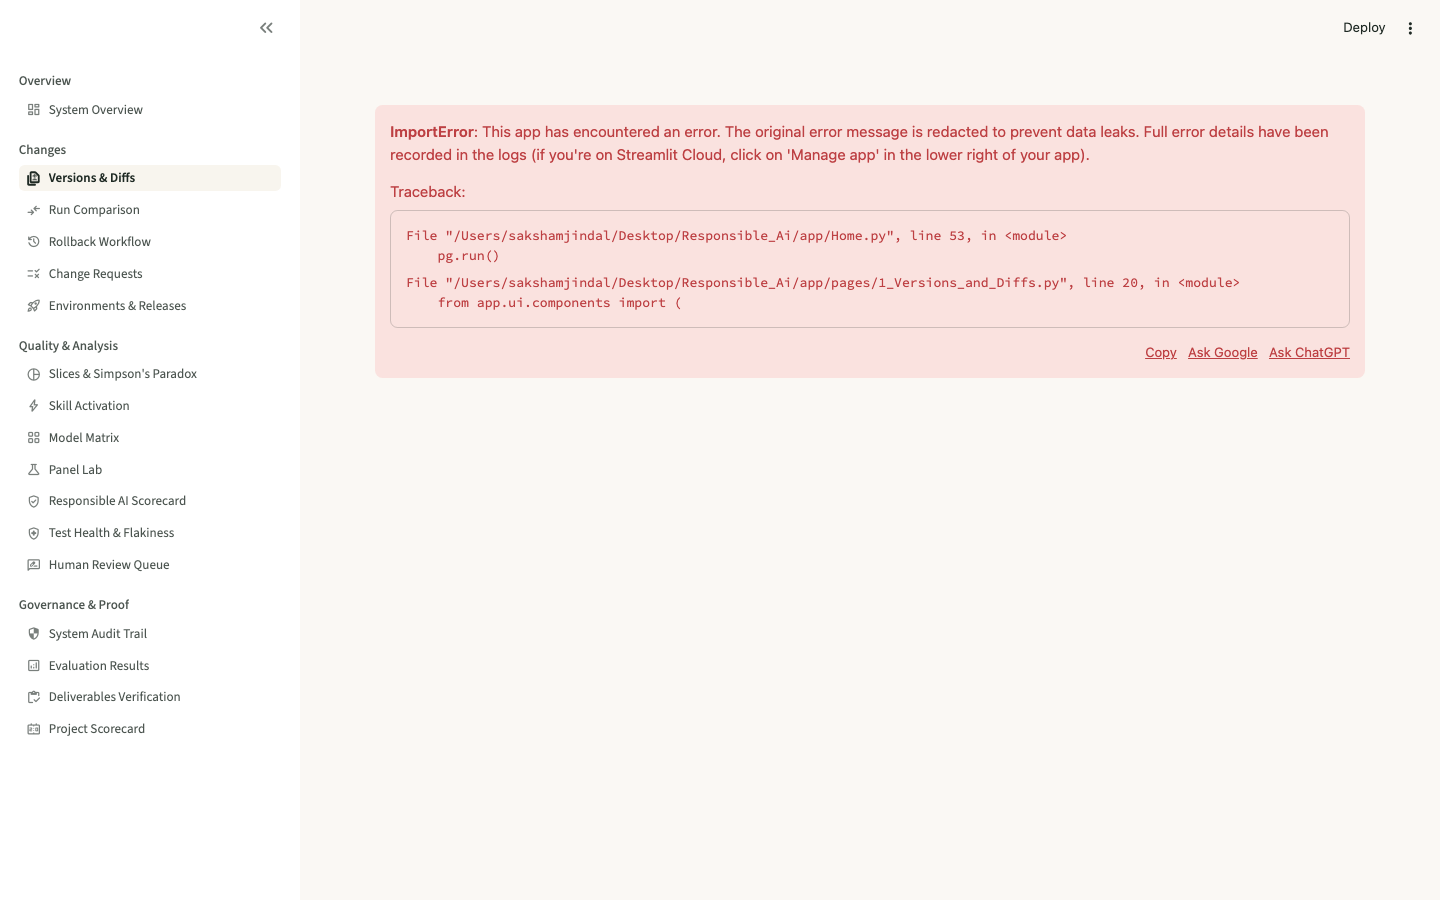 Deploy
Overview
System Overview
Changes
Versions & Diffs
Run Comparison
Rollback Workflow
Change Requests
Environments & Releases
Quality & Analysis
Slices & Simpson's Paradox
Skill Activation
Model Matrix
Panel Lab
Responsible AI Scorecard
Test Health & Flakiness
Human Review Queue
Governance & Proof
System Audit Trail
Evaluation Results
Deliverables Verification
Project Scorecard
ImportError: This app has encountered an error. The original error message is redacted to prevent data leaks. Full error details have been
recorded in the logs (if you're on Streamlit Cloud, click on 'Manage app' in the lower right of your app).
Traceback:
File "/Users/sakshamjindal/Desktop/Responsible_Ai/app/Home.py", line 53, in <module>
    pg.run()
File "/Users/sakshamjindal/Desktop/Responsible_Ai/app/pages/1_Versions_and_Diffs.py", line 20, in <module>
    from app.ui.components import (
Copy Ask Google Ask ChatGPT